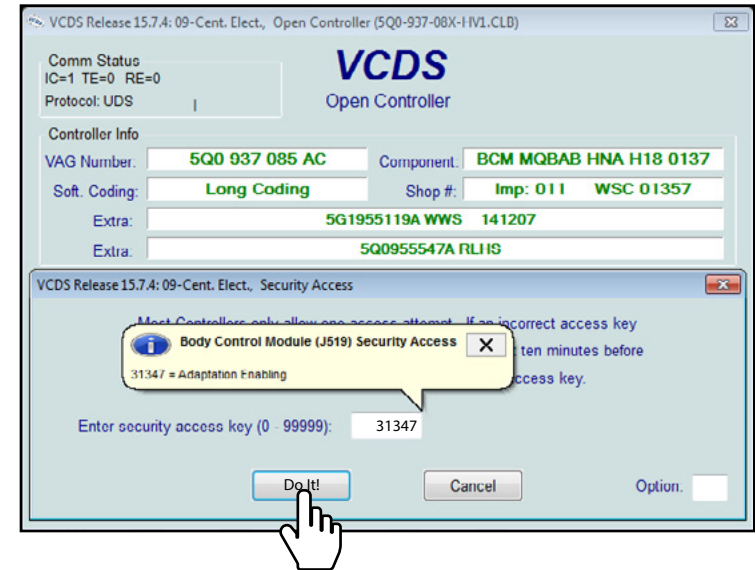 VCDS Release 15.7.4: 09-Cent. Elect., Open Controller (5Q0-937-08X-HV1.CLB)
Comm Status
IC=1 TE=0 RE=0
Protocol: UDS
VCDS
Open Controller
Controller Info
VAG Number: 5Q0 937 085 AC Component: BCM MQBAB HNA H18 0137
Soft. Coding: Long Coding Shop #: Imp: 011 WSC 01357
Extra: 5G1955119A WWS 141207
Extra: 5Q0955547A RLHS
VCDS Release 15.7.4: 09-Cent. Elect., Security Access
Most Controllers only allow one access attempt. If an incorrect access key
Body Control Module (J519) Security Access X
ten minutes before
31347 = Adaptation Enabling
access key.
Enter security access key (0 - 99999): 31347
Do It! Cancel Option: